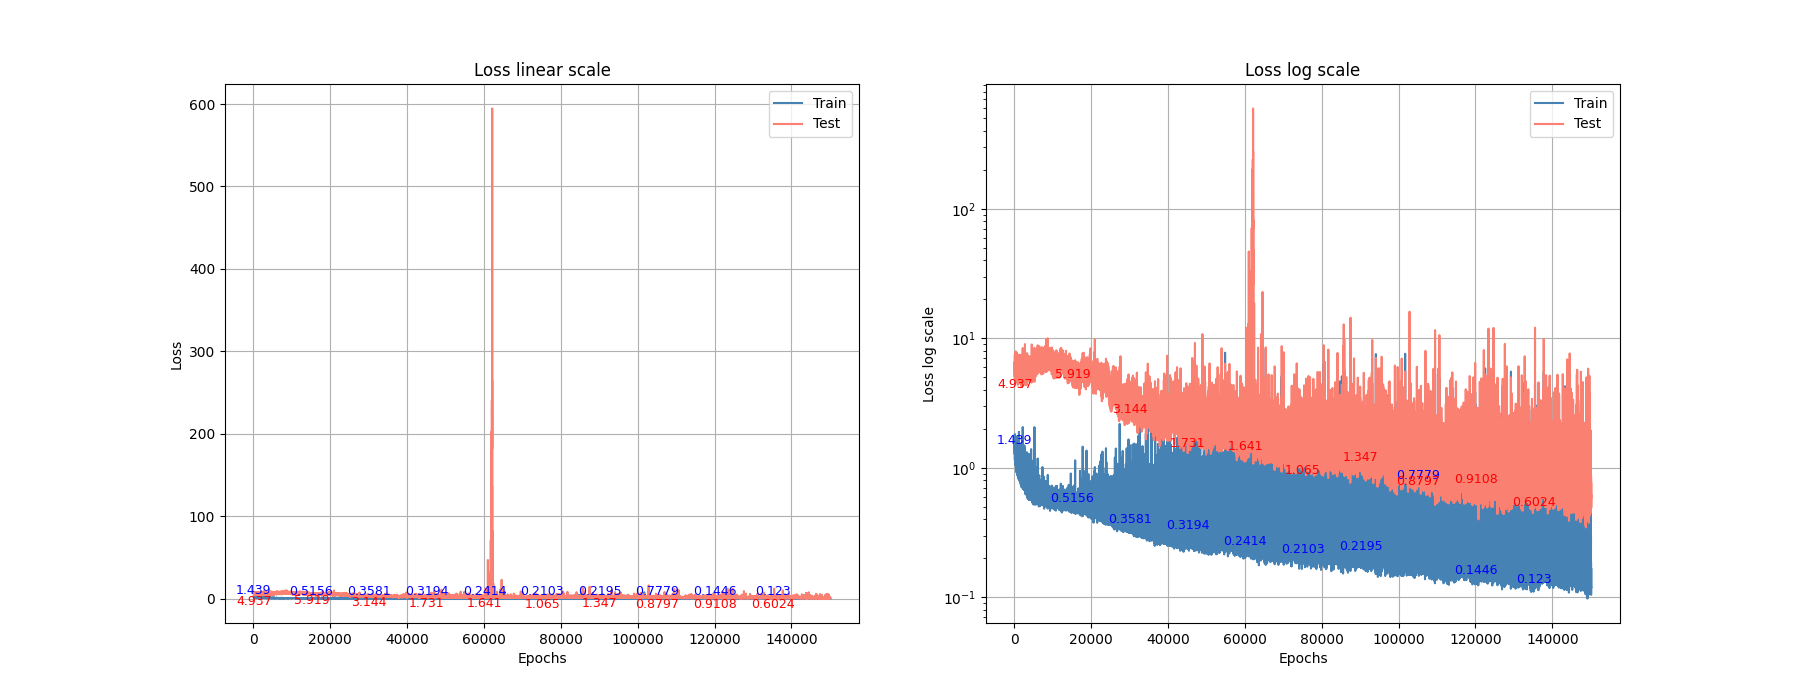 Loss linear scale
Train
Test
600
500
400
300
200
100
0
Loss
1.439 0.5156 0.3581 0.3194 0.2414 0.2103 0.2195 0.7779 0.1446 0.123
4.937 5.919 3.144 1.731 1.641 1.065 1.347 0.8797 0.9108 0.6024
0 20000 40000 60000 80000 100000 120000 140000
Epochs
Loss log scale
Train
Test
10²
10¹
10⁰
10⁻¹
Loss log scale
4.937 5.919 3.144 1.731 1.641 1.065 1.347 0.8797 0.9108 0.6024
1.439 0.5156 0.3581 0.3194 0.2414 0.2103 0.2195 0.7779 0.1446 0.123
0 20000 40000 60000 80000 100000 120000 140000
Epochs